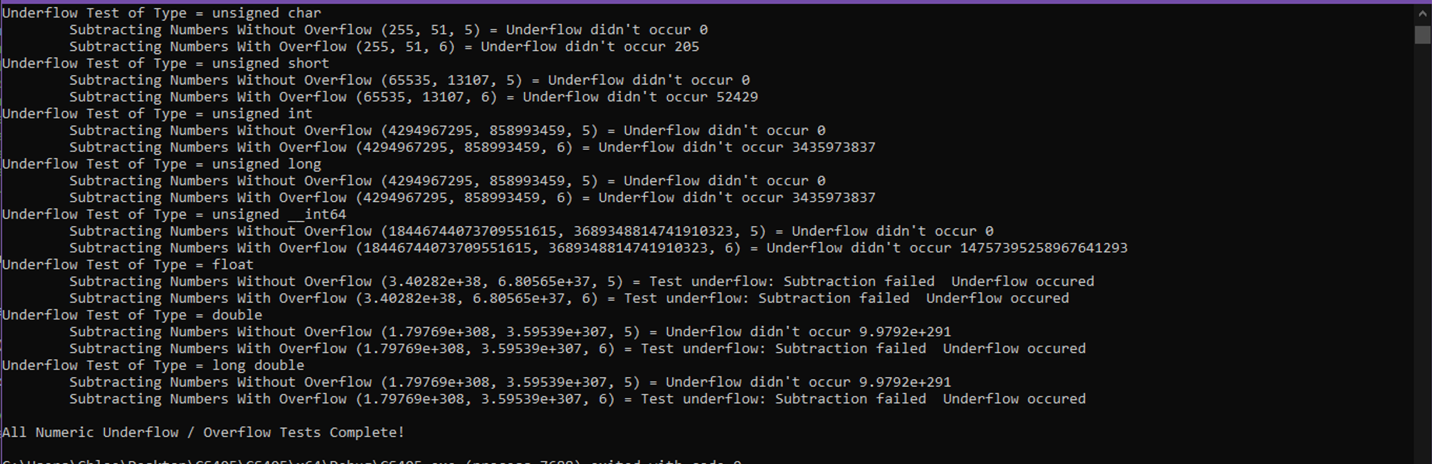 Underflow Test of Type = unsigned char
Subtracting Numbers Without Overflow (255, 51, 5) = Underflow didn't occur 0
Subtracting Numbers With Overflow (255, 51, 6) = Underflow didn't occur 205
Underflow Test of Type = unsigned short
Subtracting Numbers Without Overflow (65535, 13107, 5) = Underflow didn't occur 0
Subtracting Numbers With Overflow (65535, 13107, 6) = Underflow didn't occur 52429
Underflow Test of Type = unsigned int
Subtracting Numbers Without Overflow (4294967295, 858993459, 5) = Underflow didn't occur 0
Subtracting Numbers With Overflow (4294967295, 858993459, 6) = Underflow didn't occur 3435973837
Underflow Test of Type = unsigned long
Subtracting Numbers Without Overflow (4294967295, 858993459, 5) = Underflow didn't occur 0
Subtracting Numbers With Overflow (4294967295, 858993459, 6) = Underflow didn't occur 3435973837
Underflow Test of Type = unsigned __int64
Subtracting Numbers Without Overflow (18446744073709551615, 3689348814741910323, 5) = Underflow didn't occur 0
Subtracting Numbers With Overflow (18446744073709551615, 3689348814741910323, 6) = Underflow didn't occur 14757395258967641293
Underflow Test of Type = float
Subtracting Numbers Without Overflow (3.40282e+38, 6.80565e+37, 5) = Test underflow: Subtraction failed  Underflow occured
Subtracting Numbers With Overflow (3.40282e+38, 6.80565e+37, 6) = Test underflow: Subtraction failed  Underflow occured
Underflow Test of Type = double
Subtracting Numbers Without Overflow (1.79769e+308, 3.59539e+307, 5) = Underflow didn't occur 9.9792e+291
Subtracting Numbers With Overflow (1.79769e+308, 3.59539e+307, 6) = Test underflow: Subtraction failed  Underflow occured
Underflow Test of Type = long double
Subtracting Numbers Without Overflow (1.79769e+308, 3.59539e+307, 5) = Underflow didn't occur 9.9792e+291
Subtracting Numbers With Overflow (1.79769e+308, 3.59539e+307, 6) = Test underflow: Subtraction failed  Underflow occured
All Numeric Underflow / Overflow Tests Complete!